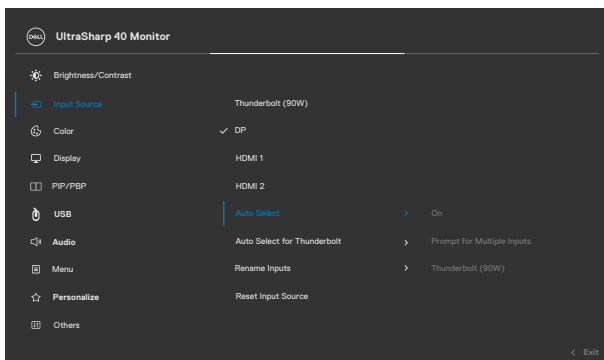 DELL UltraSharp 40 Monitor
Brightness/Contrast
Input Source
Color
Display
PIP/PBP
USB
Audio
Menu
Personalize
Others
Thunderbolt (90W)
✓ DP
HDMI 1
HDMI 2
Auto Select > On
Auto Select for Thunderbolt > Prompt for Multiple Inputs
Rename Inputs > Thunderbolt (90W)
Reset Input Source
< Exit